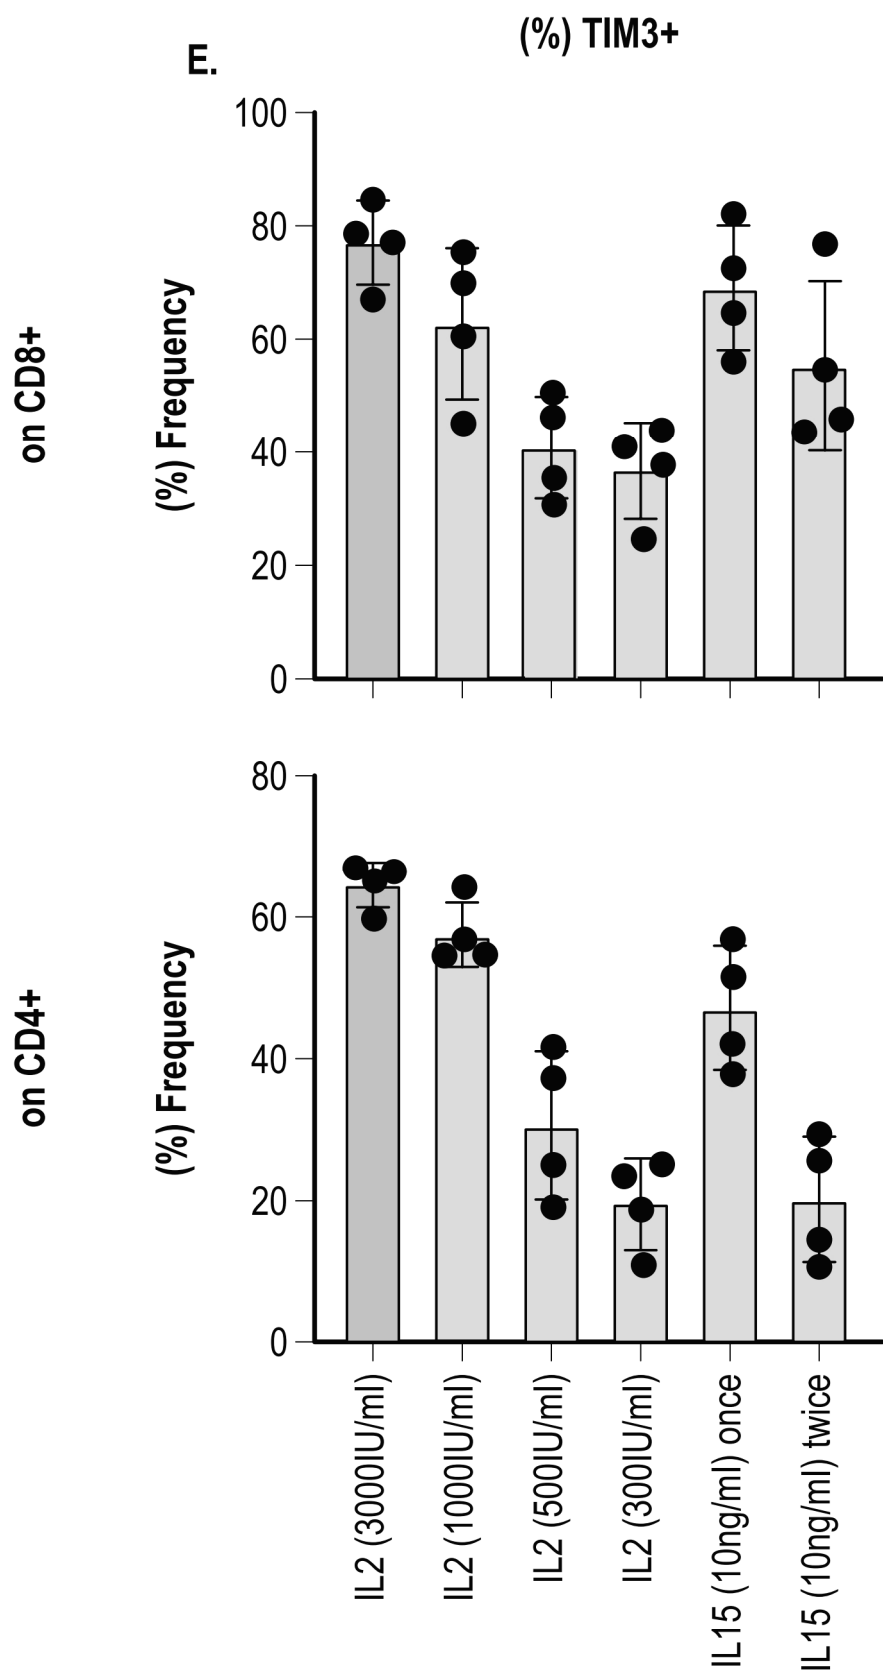 (%) TIM3+
E.
on CD8+
(%) Frequency
100
80
60
40
20
0
on CD4+
(%) Frequency
80
60
40
20
0
IL2 (3000IU/ml)
IL2 (1000IU/ml)
IL2 (500IU/ml)
IL2 (300IU/ml)
IL15 (10ng/ml) once
IL15 (10ng/ml) twice